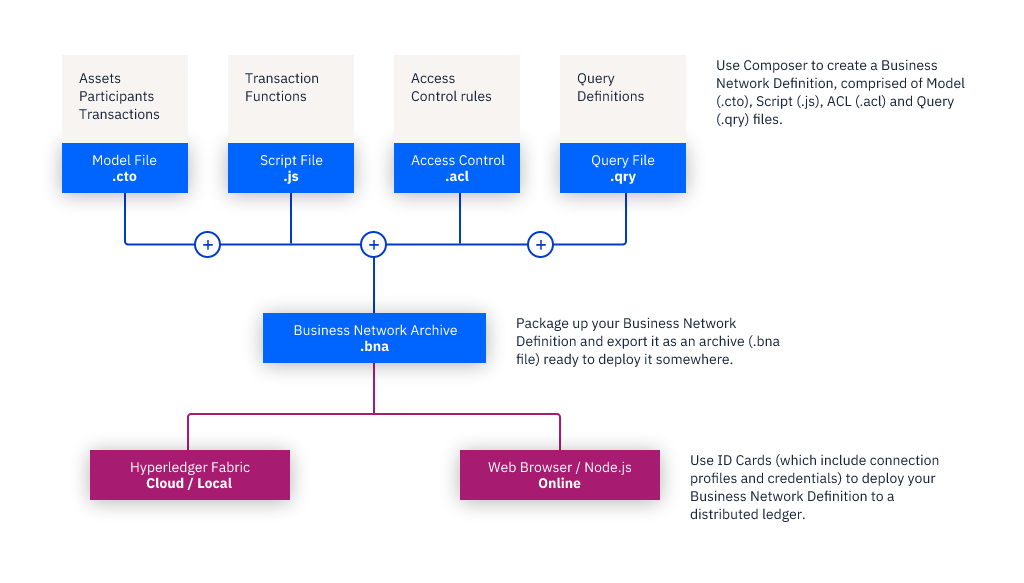 Assets
Participants
Transactions
Model File
.cto
Transaction
Functions
Script File
.js
Access
Control rules
Access Control
.acl
Query
Definitions
Query File
.qry
Use Composer to create a Business
Network Definition, comprised of Model
(.cto), Script (.js), ACL (.acl) and Query
(.qry) files.
+
+
+
Business Network Archive
.bna
Package up your Business Network
Definition and export it as an archive (.bna
file) ready to deploy it somewhere.
Hyperledger Fabric
Cloud / Local
Web Browser / Node.js
Online
Use ID Cards (which include connection
profiles and credentials) to deploy your
Business Network Definition to a
distributed ledger.